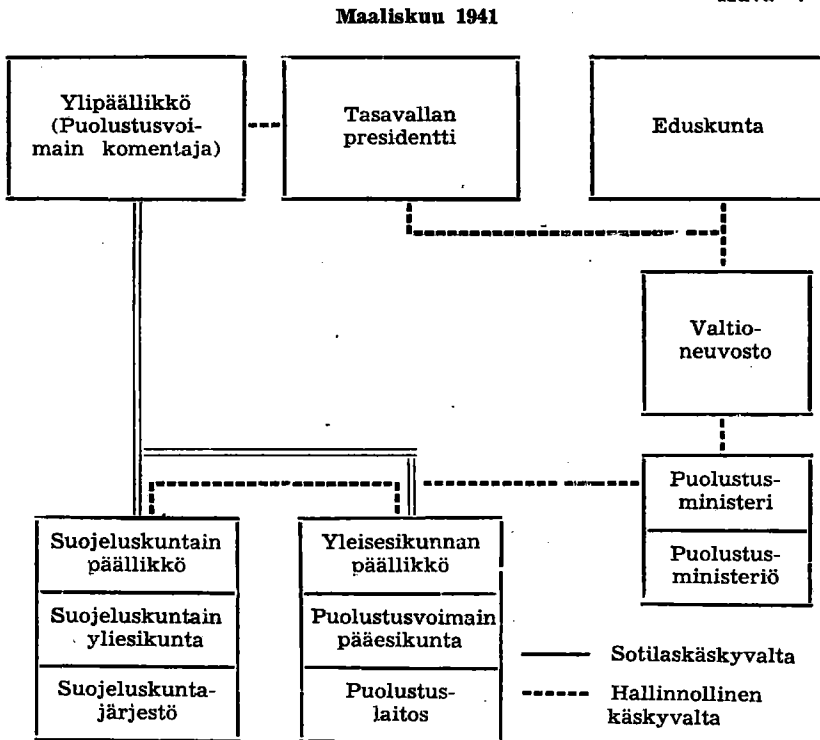 Maaliskuu 1941
Ylipäällikkö
(Puolustusvoi-
main komentaja)
Tasavallan
presidentti
Eduskunta
Valtio-
neuvosto
Puolustus-
ministeri
Puolustus-
ministeriö
Suojeluskuntain
päällikkö
Suojeluskuntain
yliesikunta
Suojeluskunta-
järjestö
Yleisesikunnan
päällikkö
Puolustusvoimain
pääesikunta
Puolustus-
laitos
Sotilaskäskyvalta
Hallinnollinen
käskyvalta